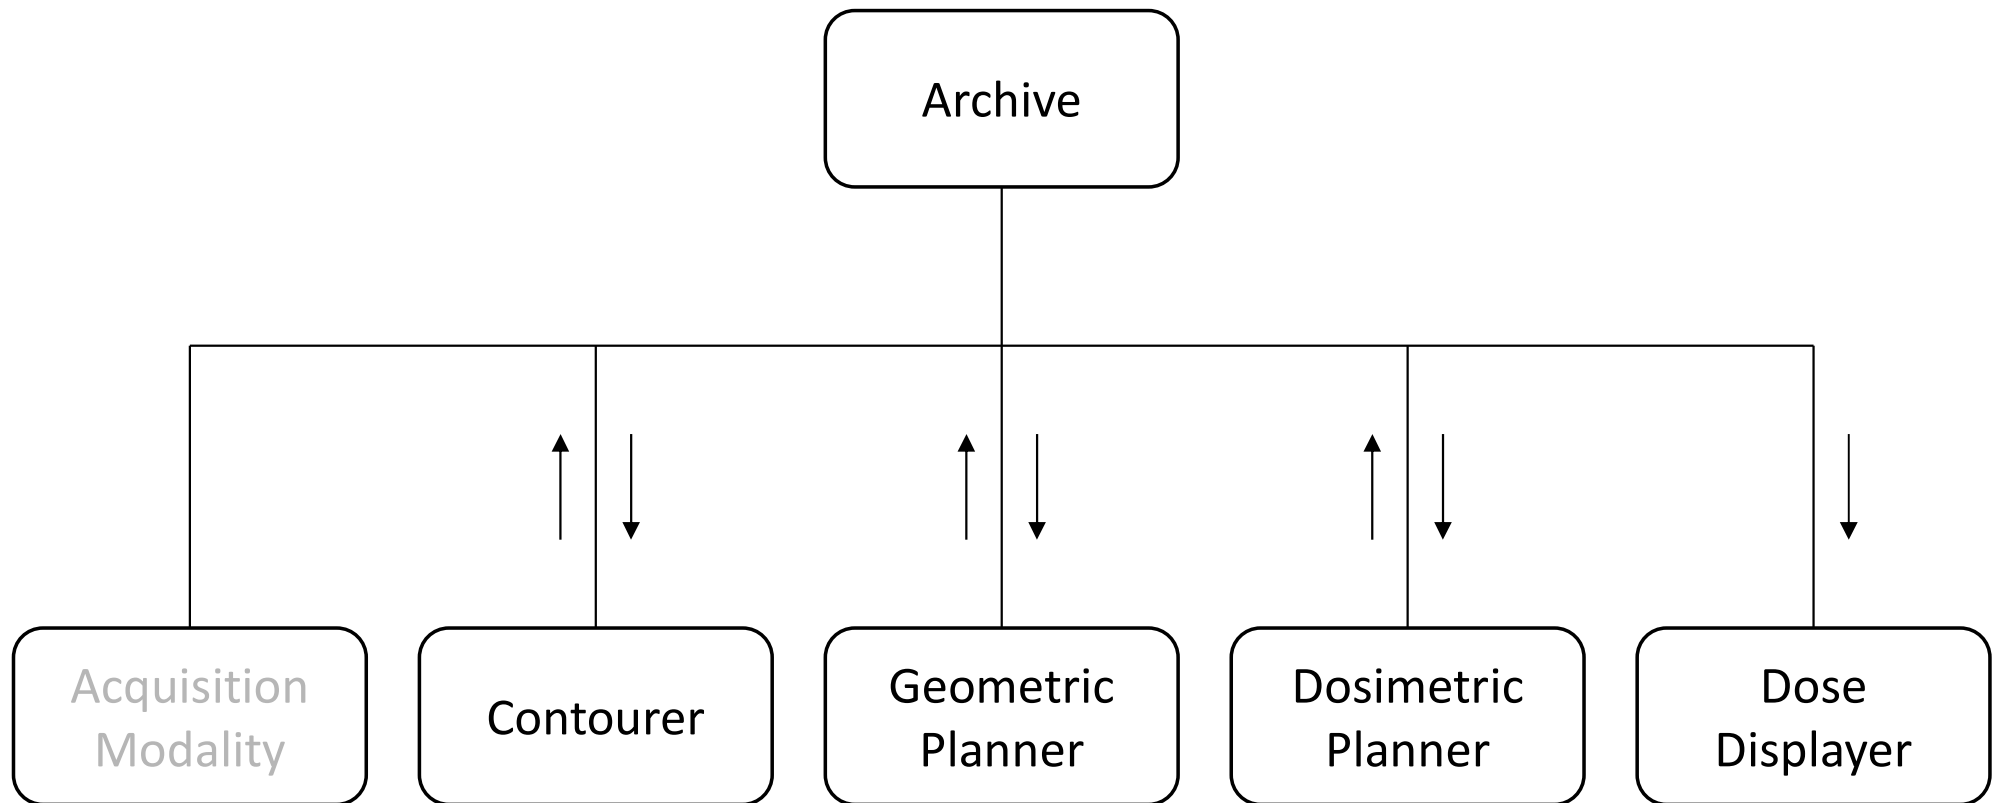 Archive
Acquisition
Modality
Contourer
Geometric
Planner
Dosimetric
Planner
Dose
Displayer